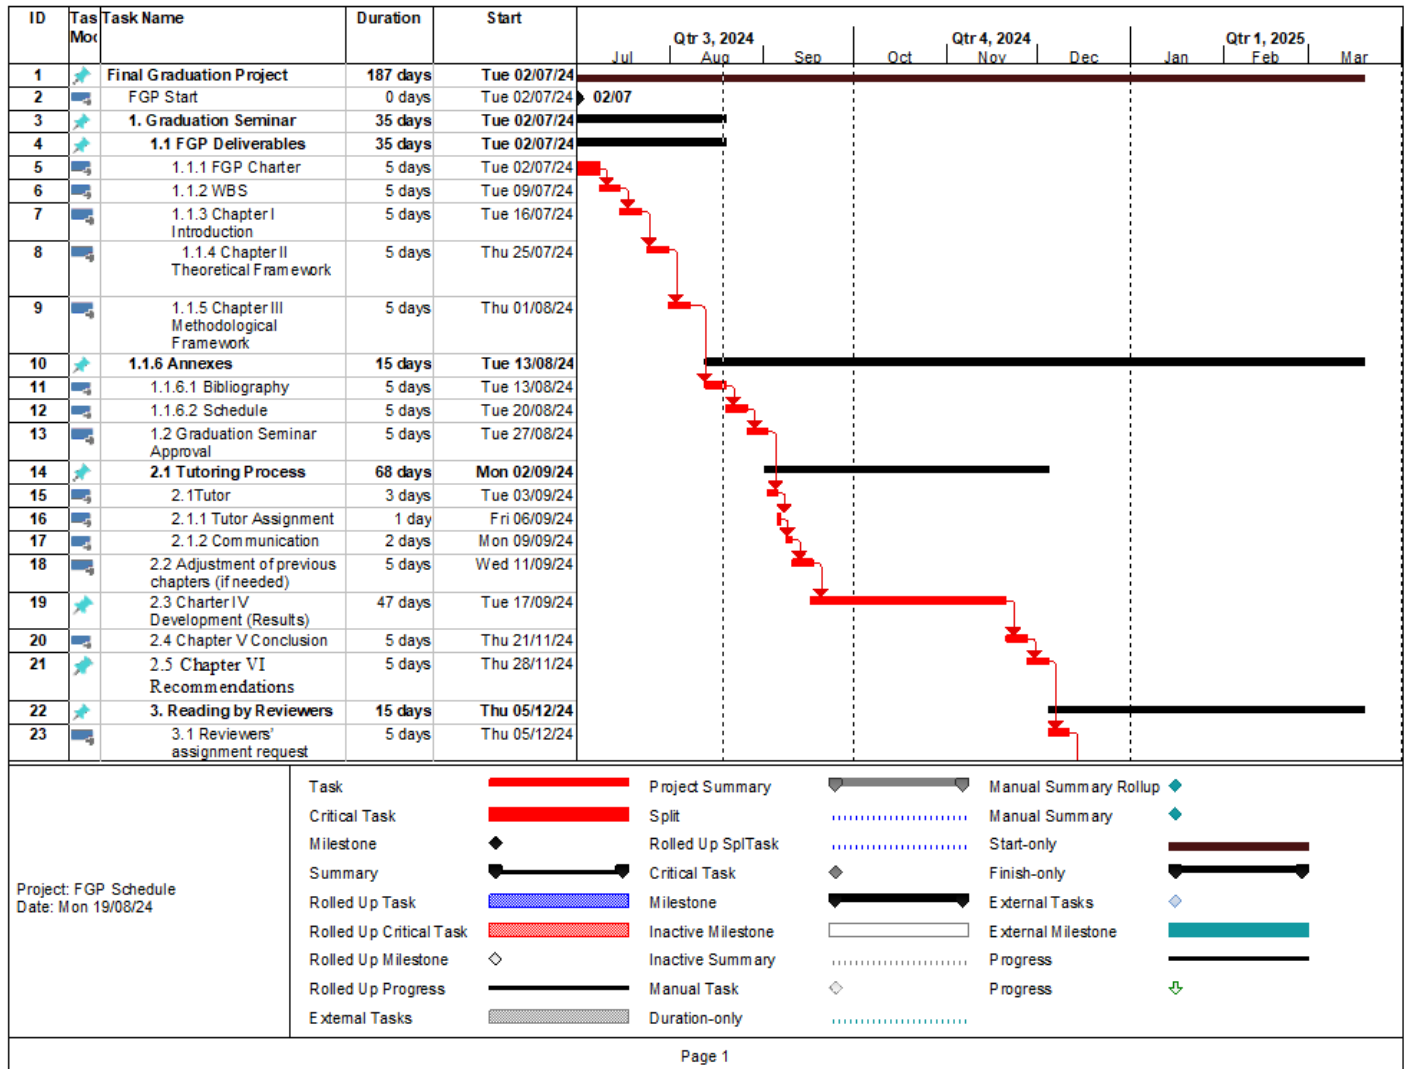 ID Tas Task Name Duration Start
Moc
Qtr 3, 2024 Qtr 4, 2024 Qtr 1, 2025
Jul Aug Sep Oct Nov Dec Jan Feb Mar
1 Final Graduation Project 187 days Tue 02/07/24
2 FGP Start 0 days Tue 02/07/24 02/07
3 1. Graduation Seminar 35 days Tue 02/07/24
4 1.1 FGP Deliverables 35 days Tue 02/07/24
5 1.1.1 FGP Charter 5 days Tue 02/07/24
6 1.1.2 WBS 5 days Tue 09/07/24
7 1.1.3 Chapter I 5 days Tue 16/07/24
Introduction
8 1.1.4 Chapter II 5 days Thu 25/07/24
Theoretical Framework
9 1.1.5 Chapter III 5 days Thu 01/08/24
Methodological
Framework
10 1.1.6 Annexes 15 days Tue 13/08/24
11 1.1.6.1 Bibliography 5 days Tue 13/08/24
12 1.1.6.2 Schedule 5 days Tue 20/08/24
13 1.2 Graduation Seminar 5 days Tue 27/08/24
Approval
14 2.1 Tutoring Process 68 days Mon 02/09/24
15 2.1Tutor 3 days Tue 03/09/24
16 2.1.1 Tutor Assignment 1 day Fri 06/09/24
17 2.1.2 Communication 2 days Mon 09/09/24
18 2.2 Adjustment of previous 5 days Wed 11/09/24
chapters (if needed)
19 2.3 Charter IV 47 days Tue 17/09/24
Development (Results)
20 2.4 Chapter V Conclusion 5 days Thu 21/11/24
21 2.5 Chapter VI 5 days Thu 28/11/24
Recommendations
22 3. Reading by Reviewers 15 days Thu 05/12/24
23 3.1 Reviewers' 5 days Thu 05/12/24
assignment request
Project: FGP Schedule
Date: Mon 19/08/24
Task Project Summary Manual Summary Rollup
Critical Task Split Manual Summary
Milestone Rolled Up SplTask Start-only
Summary Critical Task Finish-only
Rolled Up Task Milestone External Tasks
Rolled Up Critical Task Inactive Milestone External Milestone
Rolled Up Milestone Inactive Summary Progress
Rolled Up Progress Manual Task Progress
External Tasks Duration-only
Page 1